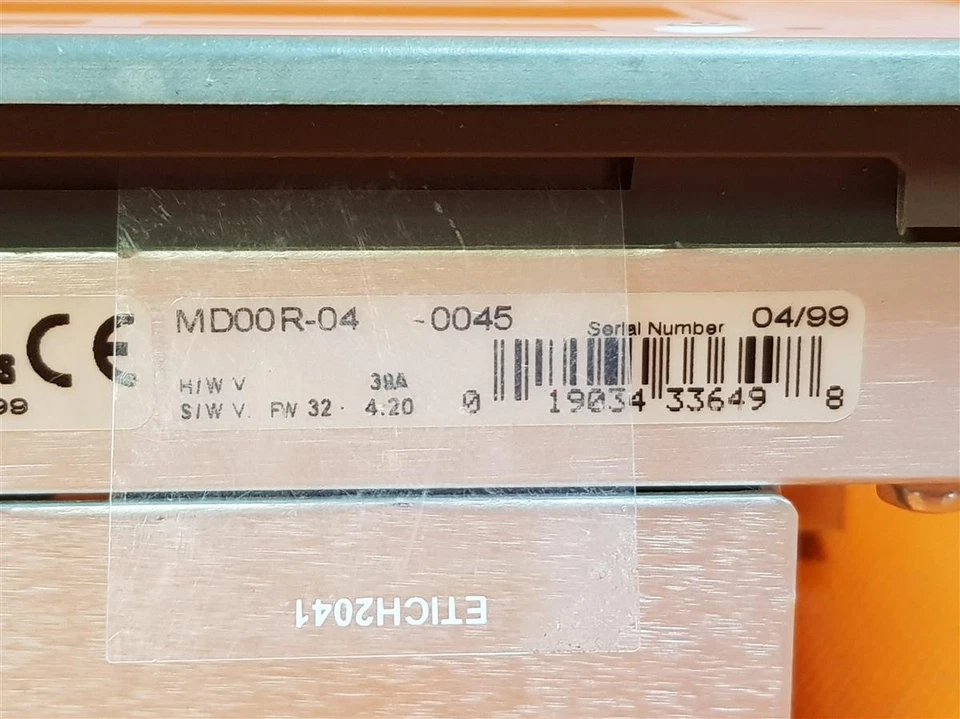 MD00R-04 -0045
Serial Number 04/99
CE
H/W V 39A
S/W V. FW 32· 4.20
0 19034 33649 8
99
ETICH2041